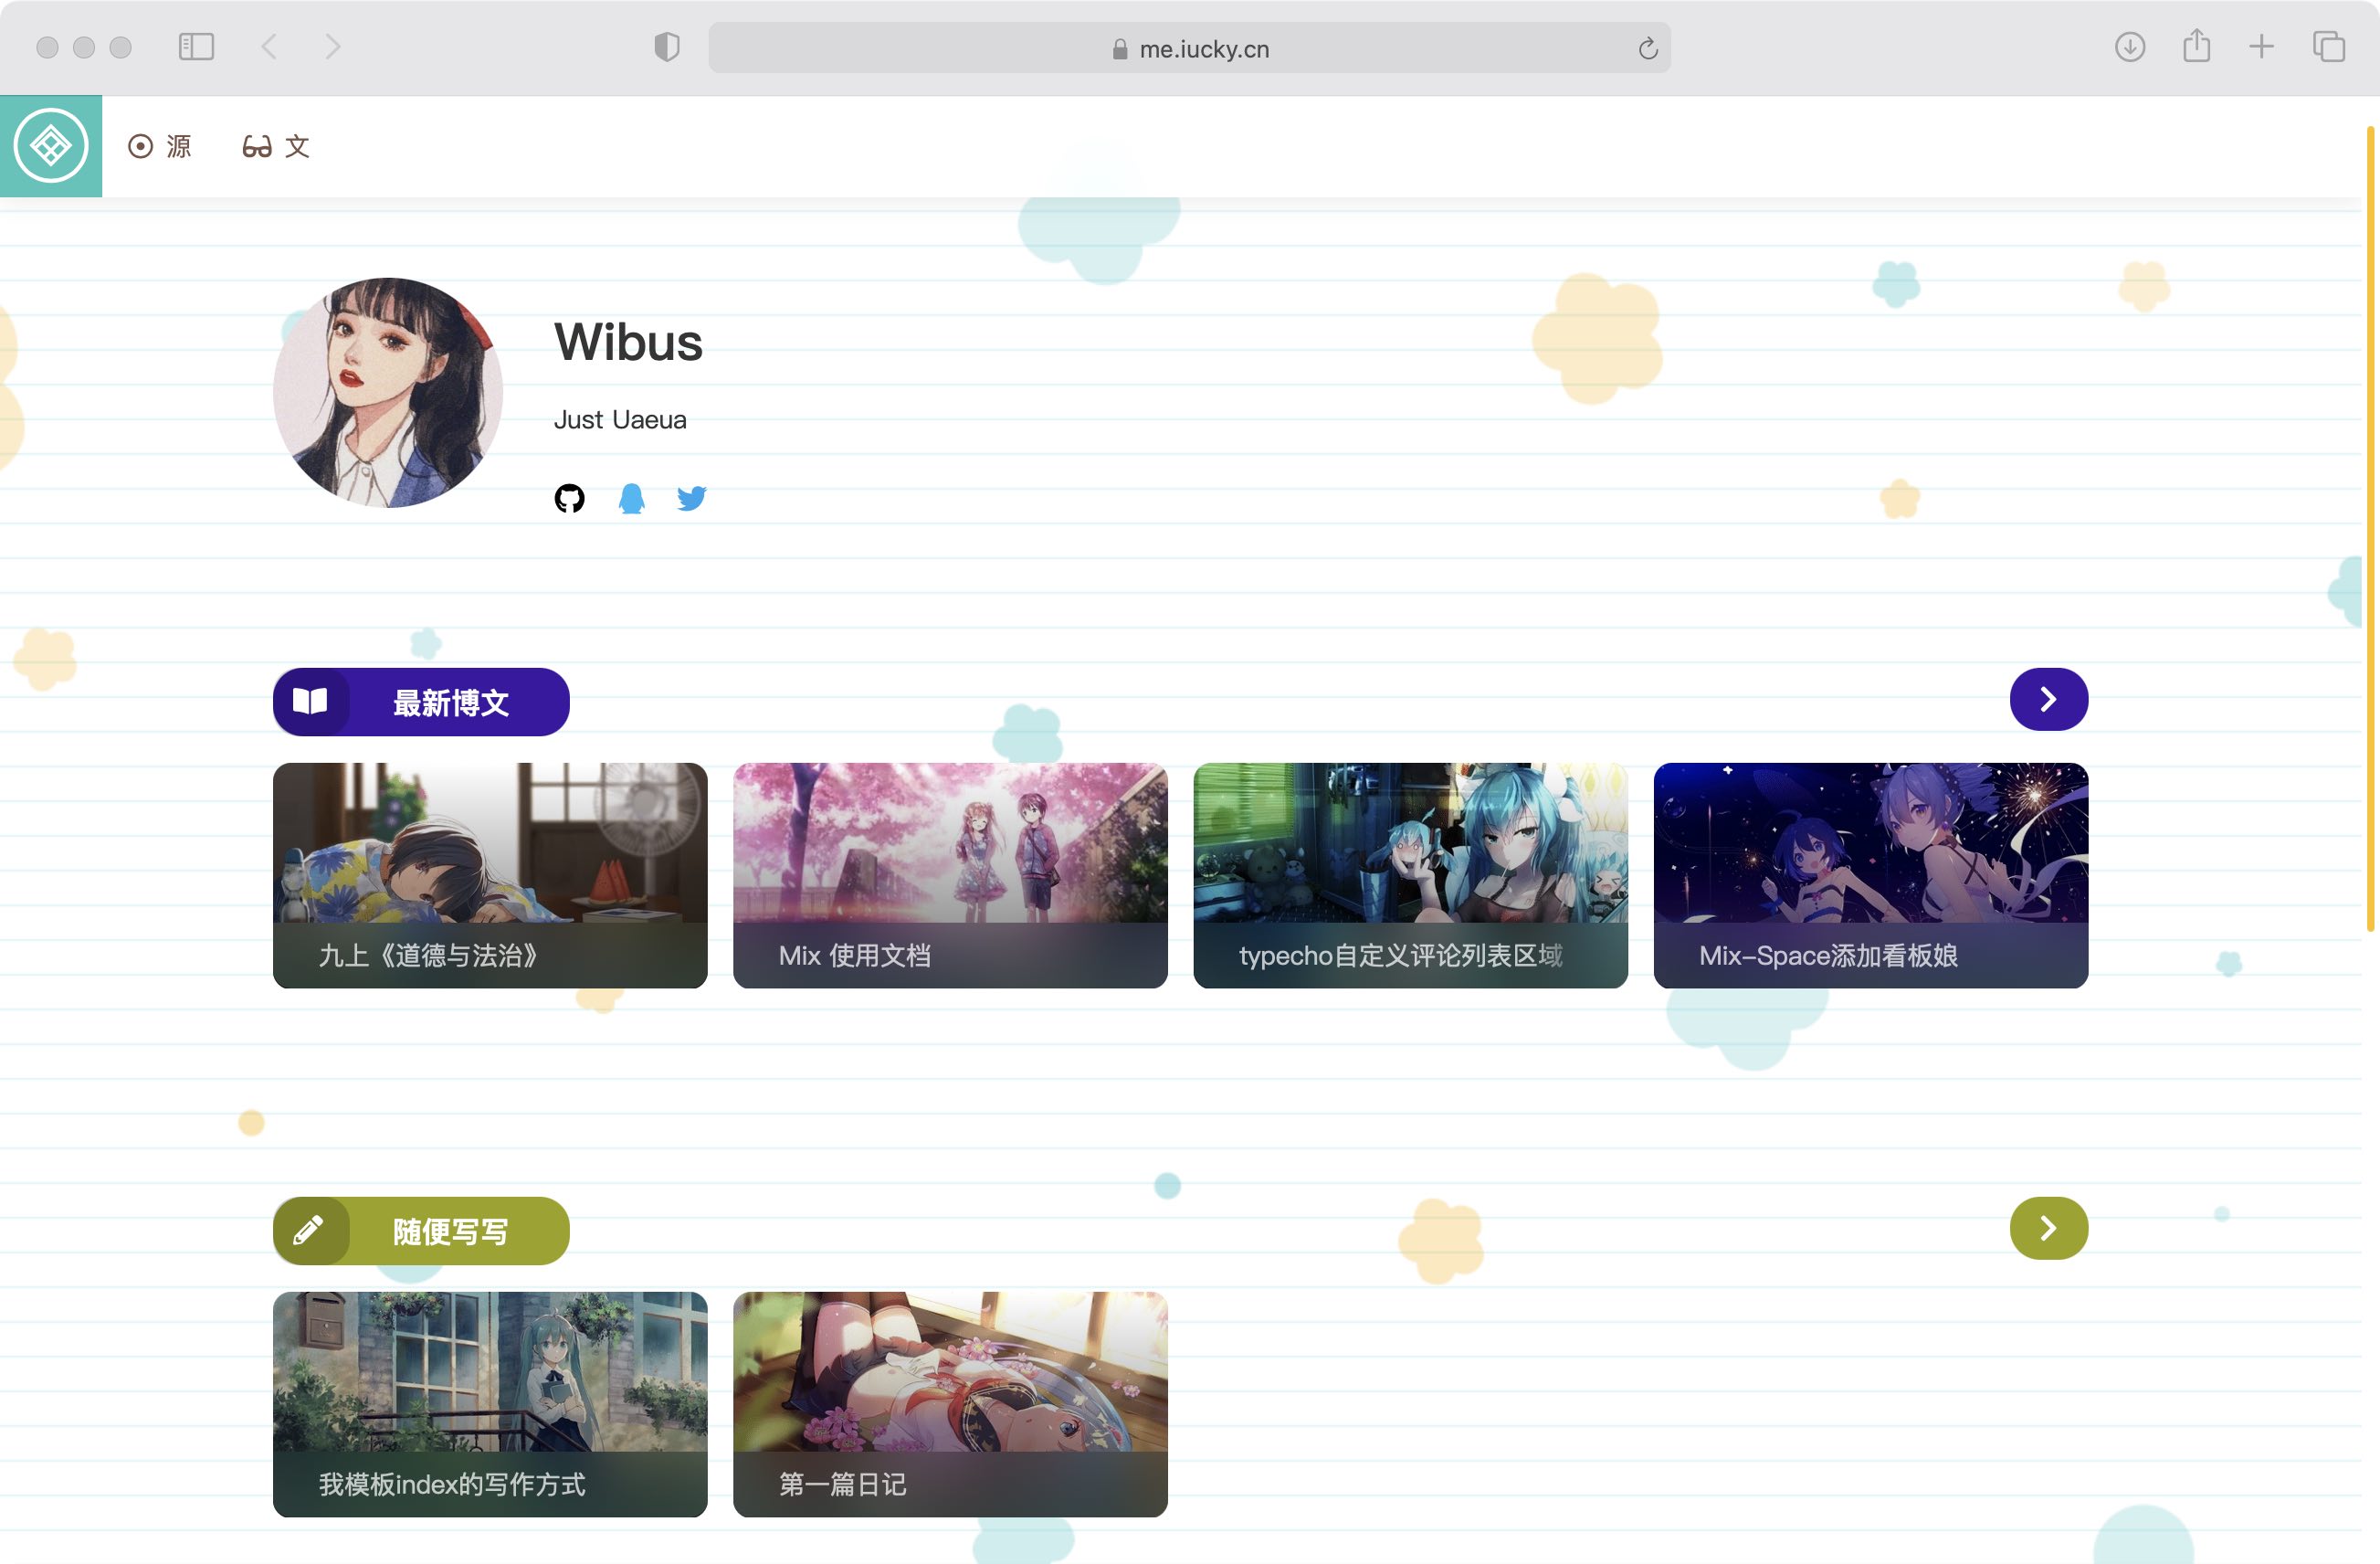 me.iucky.cn
源 文
Wibus
Just Uaeua
最新博文
九上《道德与法治》
Mix 使用文档
typecho自定义评论列表区域
Mix-Space添加看板娘
随便写写
我模板index的写作方式
第一篇日记